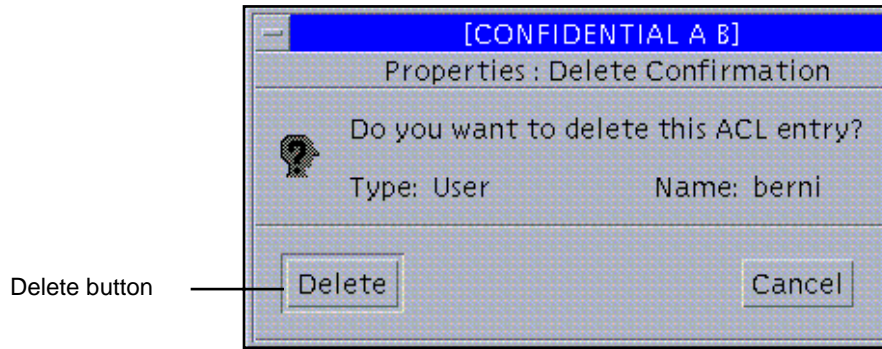 [CONFIDENTIAL A B]
Properties : Delete Confirmation
Do you want to delete this ACL entry?
Type: User Name: berni
Delete button
Delete Cancel